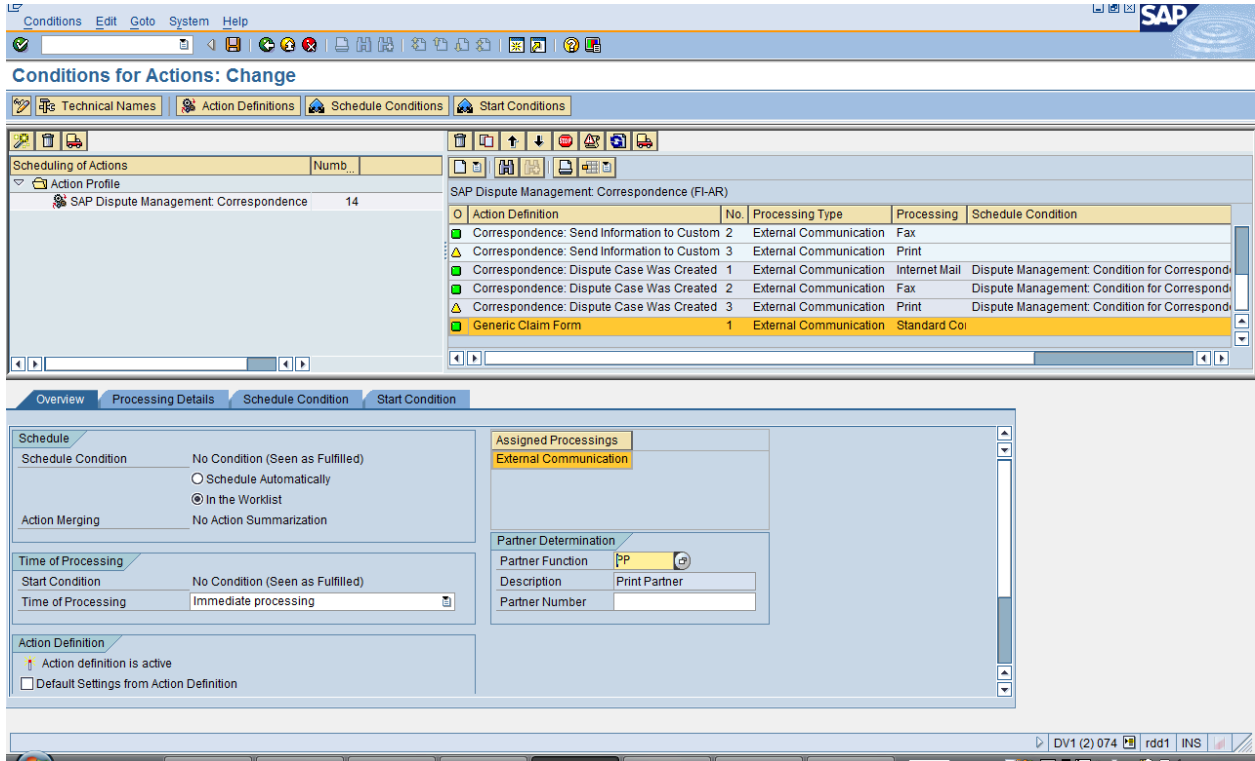 Conditions Edit Goto System Help
SAP
Conditions for Actions: Change
Technical Names Action Definitions Schedule Conditions Start Conditions
Scheduling of Actions Numb...
Action Profile
SAP Dispute Management: Correspondence 14
SAP Dispute Management: Correspondence (FI-AR)
O Action Definition No. Processing Type Processing Schedule Condition
Correspondence: Send Information to Custom 2 External Communication Fax
Correspondence: Send Information to Custom 3 External Communication Print
Correspondence: Dispute Case Was Created 1 External Communication Internet Mail Dispute Management: Condition for Correspond
Correspondence: Dispute Case Was Created 2 External Communication Fax Dispute Management: Condition for Correspond
Correspondence: Dispute Case Was Created 3 External Communication Print Dispute Management: Condition for Correspond
Generic Claim Form 1 External Communication Standard Co
Overview Processing Details Schedule Condition Start Condition
Schedule
Schedule Condition No Condition (Seen as Fulfilled)
Schedule Automatically
In the Worklist
Action Merging No Action Summarization
Assigned Processings
External Communication
Time of Processing
Start Condition No Condition (Seen as Fulfilled)
Time of Processing Immediate processing
Partner Determination
Partner Function PP
Description Print Partner
Partner Number
Action Definition
Action definition is active
Default Settings from Action Definition
DV1 (2) 074 rdd1 INS